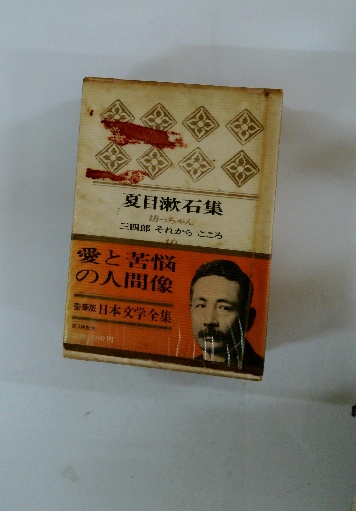 夏目漱石集
坊っちゃん
三四郎 それから こころ
愛と苦悩
の人間像
豪華版 日本文学全集